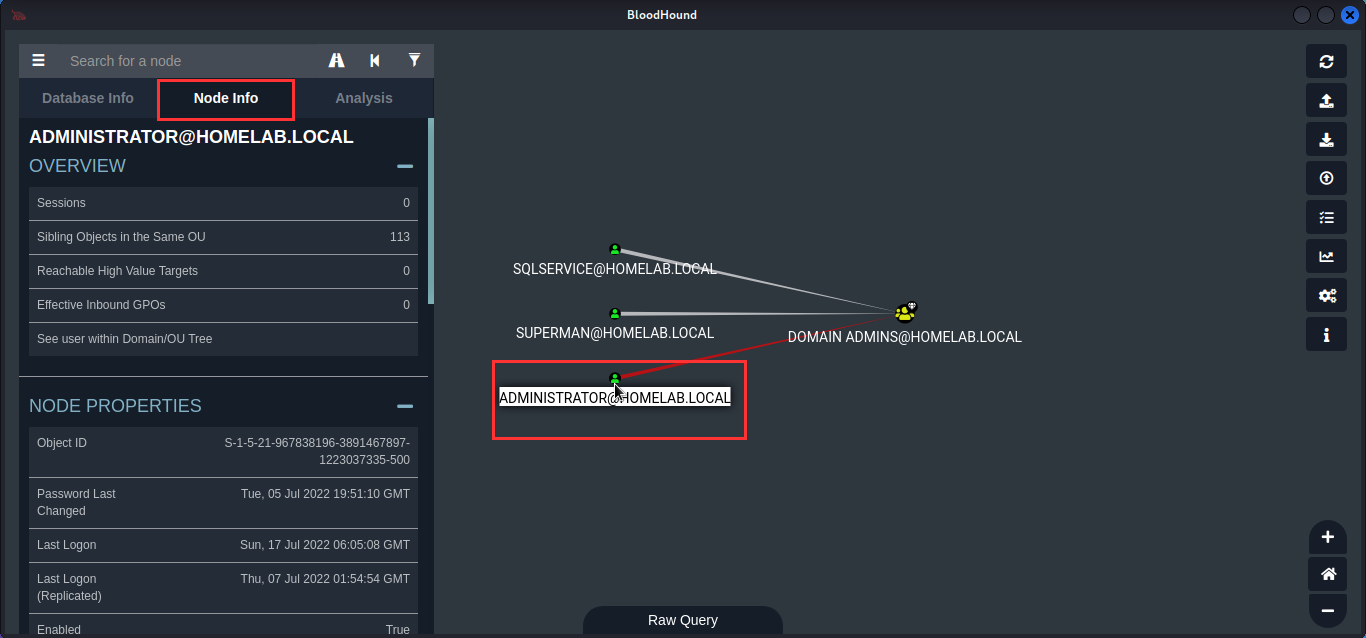 BloodHound
Search for a node
Database Info Node Info Analysis
ADMINISTRATOR@HOMELAB.LOCAL
OVERVIEW
Sessions 0
Sibling Objects in the Same OU 113
Reachable High Value Targets 0
Effective Inbound GPOs 0
See user within Domain/OU Tree
NODE PROPERTIES
Object ID S-1-5-21-967838196-3891467897-
1223037335-500
Password Last Tue, 05 Jul 2022 19:51:10 GMT
Changed
Last Logon Sun, 17 Jul 2022 06:05:08 GMT
Last Logon Thu, 07 Jul 2022 01:54:54 GMT
(Replicated)
Enabled True
SQLSERVICE@HOMELAB.LOCAL
SUPERMAN@HOMELAB.LOCAL
DOMAIN ADMINS@HOMELAB.LOCAL
ADMINISTRATOR@HOMELAB.LOCAL
Raw Query